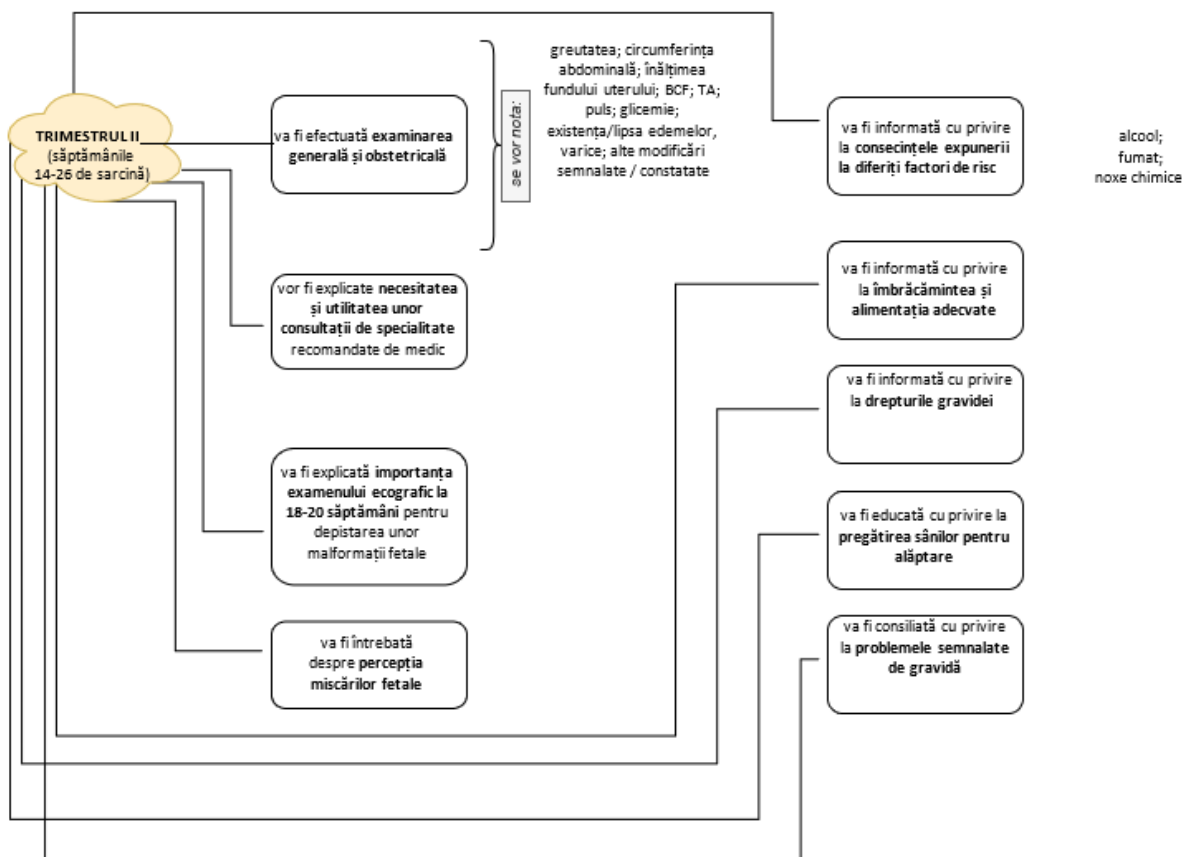 TRIMESTRUL II
(săptămânile
14-26 de sarcină)
va fi efectuată examinarea
generală și obstetricală
se vor nota:
greutatea; circumferința
abdominală; înălțimea
fundului uterului; BCF; TA;
puls; glicemie;
existența/lipsa edemelor,
varice; alte modificări
semnalate / constatate
vor fi explicate necesitatea
și utilitatea unor
consultații de specialitate
recomandate de medic
va fi explicată importanța
examenului ecografic la
18-20 săptămâni pentru
depistarea unor
malformații fetale
va fi întrebată
despre percepția
miscărilor fetale
va fi informată cu privire
la consecințele expunerii
la diferiți factori de risc
alcool;
fumat;
noxe chimice
va fi informată cu privire
la îmbrăcămintea și
alimentația adecvate
va fi informată cu privire
la drepturile gravidei
va fi educată cu privire la
pregătirea sânilor pentru
alăptare
va fi consiliată cu privire
la problemele semnalate
de gravidă